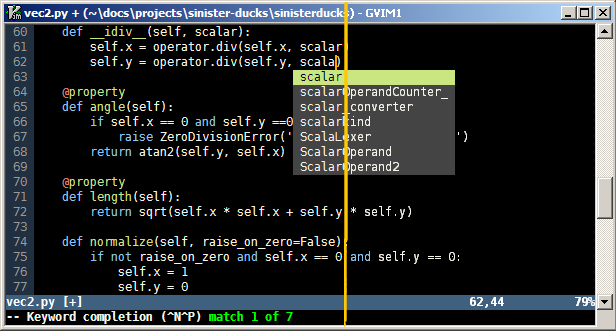 vec2.py + (~\docs\projects\sinister-ducks\sinisterducks) - GVIM1
60 def __idiv__(self, scalar):
61 self.x = operator.div(self.x, scalar)
62 self.y = operator.div(self.y, scala)
63 scalar
64 @property scalarOperandCounter_
65 def angle(self): scalar_converter
66 if self.x == 0 and self.y ==0 scalarkind
67 raise ZeroDivisionError(' ScalaLexer ')
68 return atan2(self.y, self.x) ScalarOperand
69 ScalarOperand2
70 @property
71 def length(self):
72 return sqrt(self.x * self.x + self.y * self.y)
73
74 def normalize(self, raise_on_zero=False):
75 if not raise_on_zero and self.x == 0 and self.y == 0:
76 self.x = 1
77 self.y = 0
vec2.py [+] 62,44 79%
-- Keyword completion (^N^P) match 1 of 7